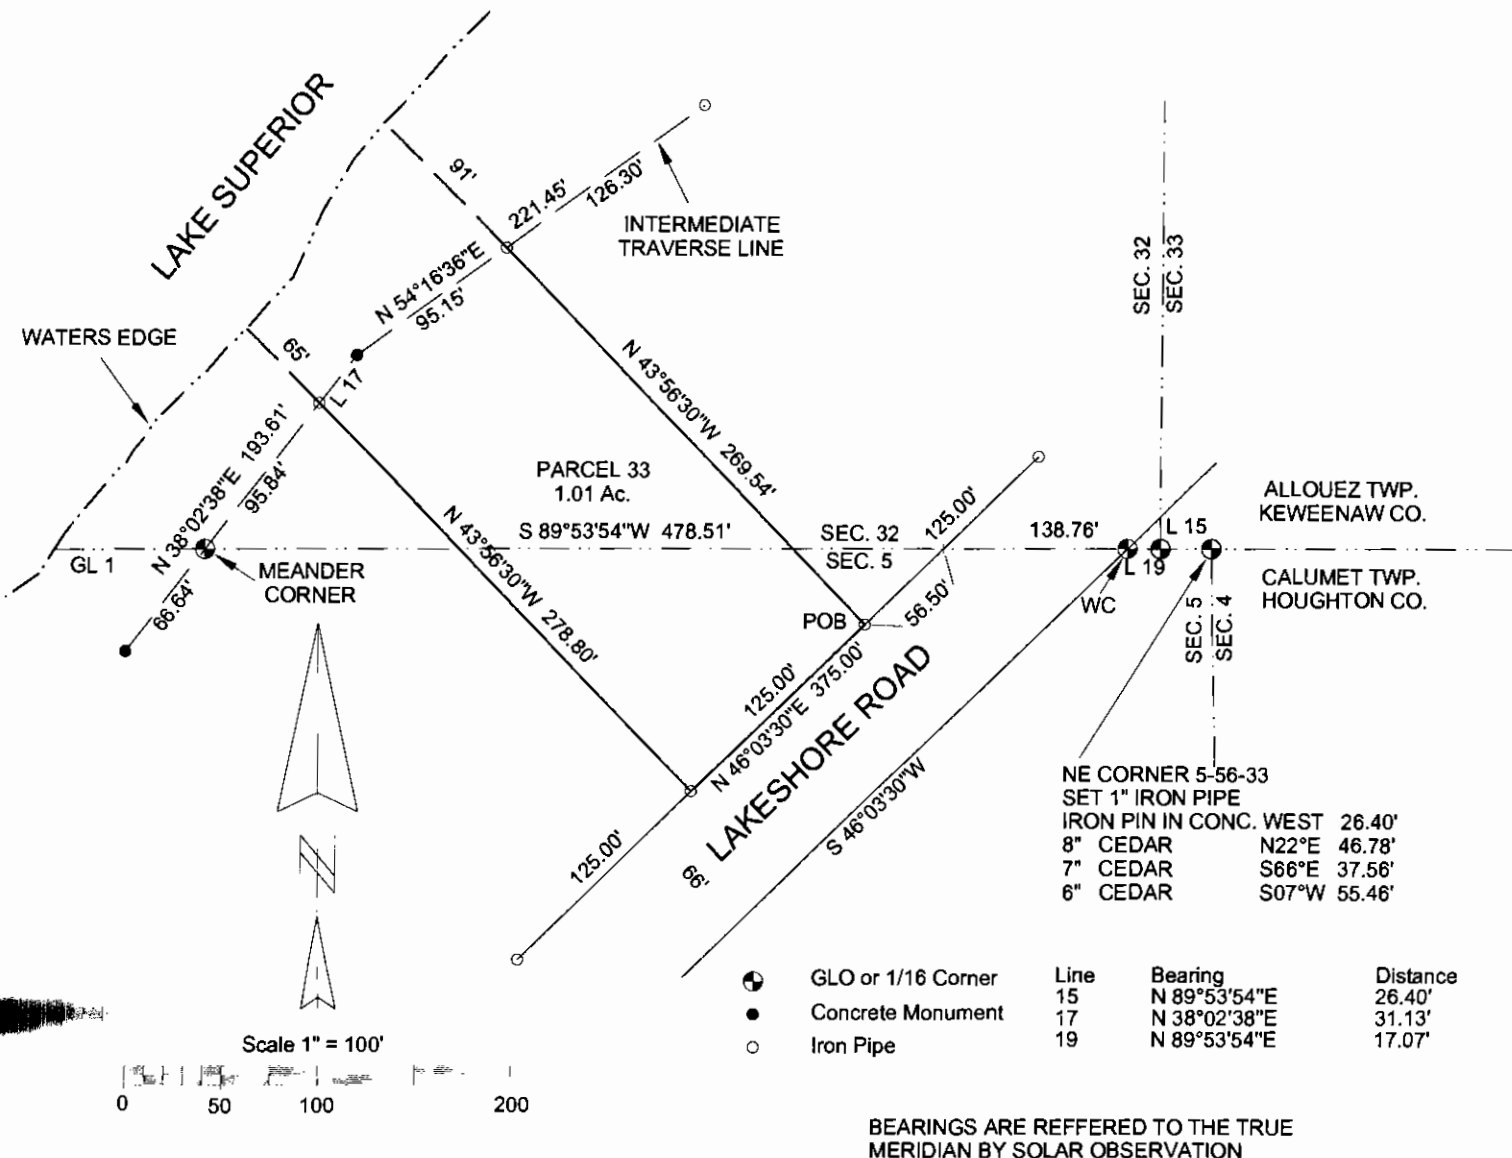 LAKE SUPERIOR
91'
221.45'
126.30'
INTERMEDIATE
TRAVERSE LINE
N 54°16'36"E
95.15'
SEC. 32
SEC. 33
WATERS EDGE
65'
L 17
N 43°56'30"W 269.54'
N 38°02'38"E 193.61'
95.84'
PARCEL 33
1.01 Ac.
S 89°53'54"W 478.51'
N 43°56'30"W 278.80'
125.00'
SEC. 32
SEC. 5
138.76'
L 15
ALLOUEZ TWP.
KEWEENAW CO.
GL 1
MEANDER
CORNER
66.64'
L 19
WC
CALUMET TWP.
HOUGHTON CO.
56.50'
POB
SEC. 5
SEC. 4
125.00'
N 46°03'30"E 375.00'
LAKESHORE ROAD
S 46°03'30"W
66'
125.00'
NE CORNER 5-56-33
SET 1" IRON PIPE
IRON PIN IN CONC. WEST 26.40'
8" CEDAR N22°E 46.78'
7" CEDAR S66°E 37.56'
6" CEDAR S07°W 55.46'
N
GLO or 1/16 Corner
Concrete Monument
Iron Pipe
Line Bearing Distance
15 N 89°53'54"E 26.40'
17 N 38°02'38"E 31.13'
19 N 89°53'54"E 17.07'
Scale 1" = 100'
0 50 100 200
BEARINGS ARE REFFERED TO THE TRUE
MERIDIAN BY SOLAR OBSERVATION